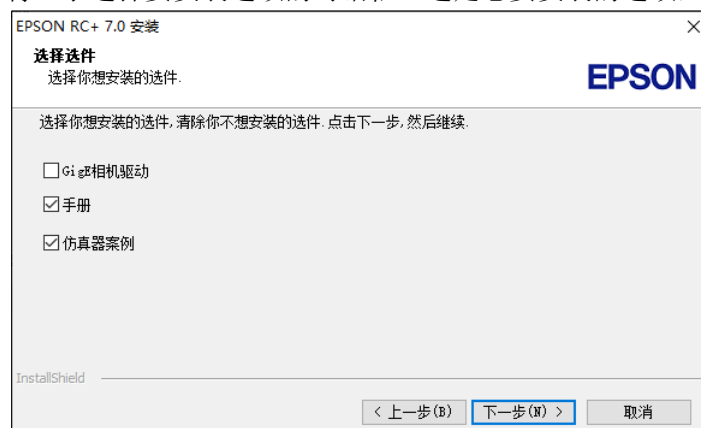 EPSON RC+ 7.0 安装
选择选件
选择你想安装的选件.
EPSON
选择你想安装的选件, 清除你不想安装的选件. 点击下一步, 然后继续.
GigE相机驱动
手册
仿真器案例
InstallShield
< 上一步(B) 下一步(N) > 取消